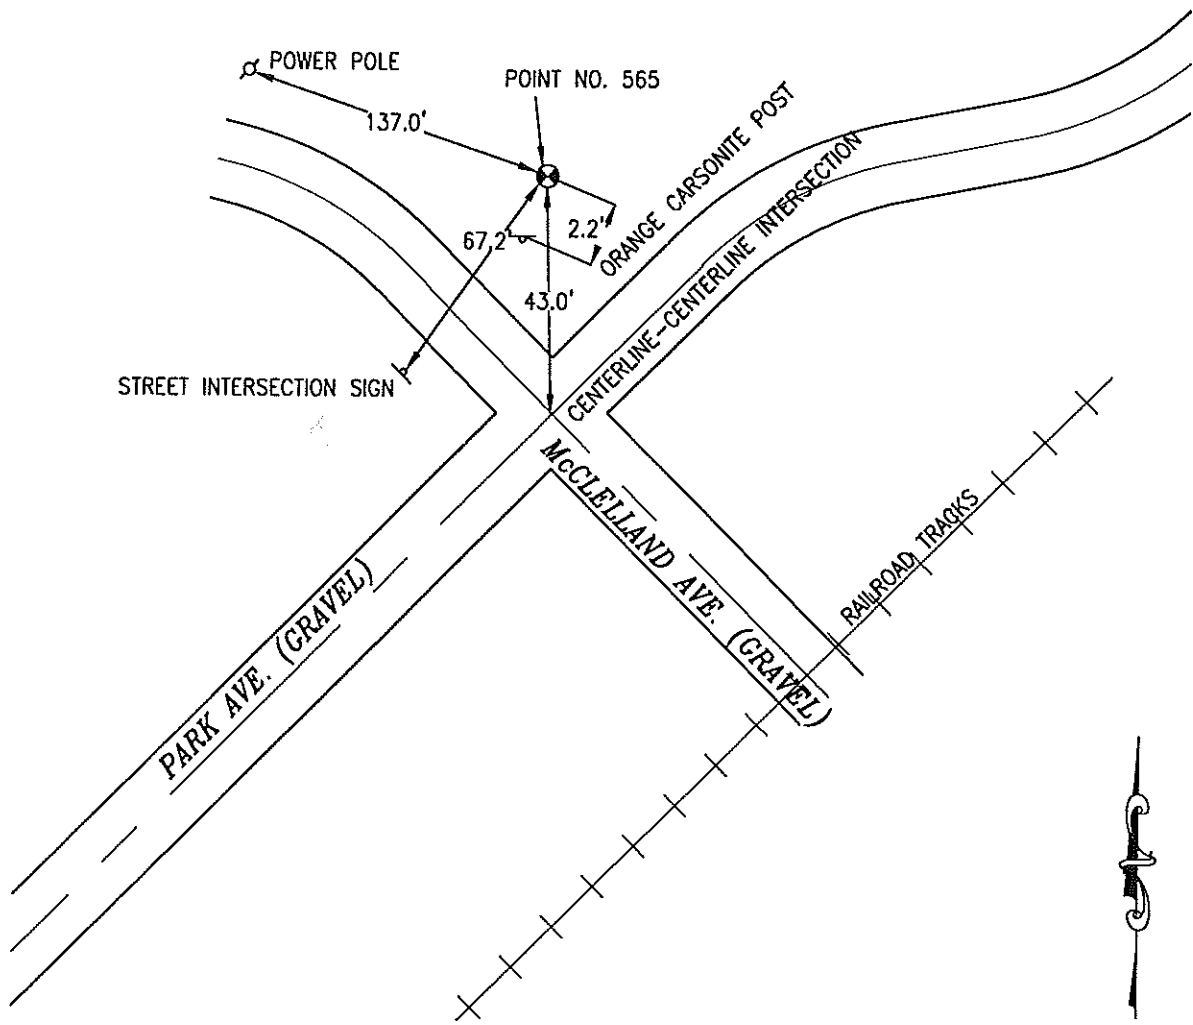 POWER POLE
POINT NO. 565
137.0'
ORANGE CARSONITE POST
2.2'
67.2'
43.0'
CENTERLINE-CENTERLINE INTERSECTION
STREET INTERSECTION SIGN
McCLELLAND AVE. (GRAVEL)
RAILROAD TRACKS
PARK AVE. (GRAVEL)